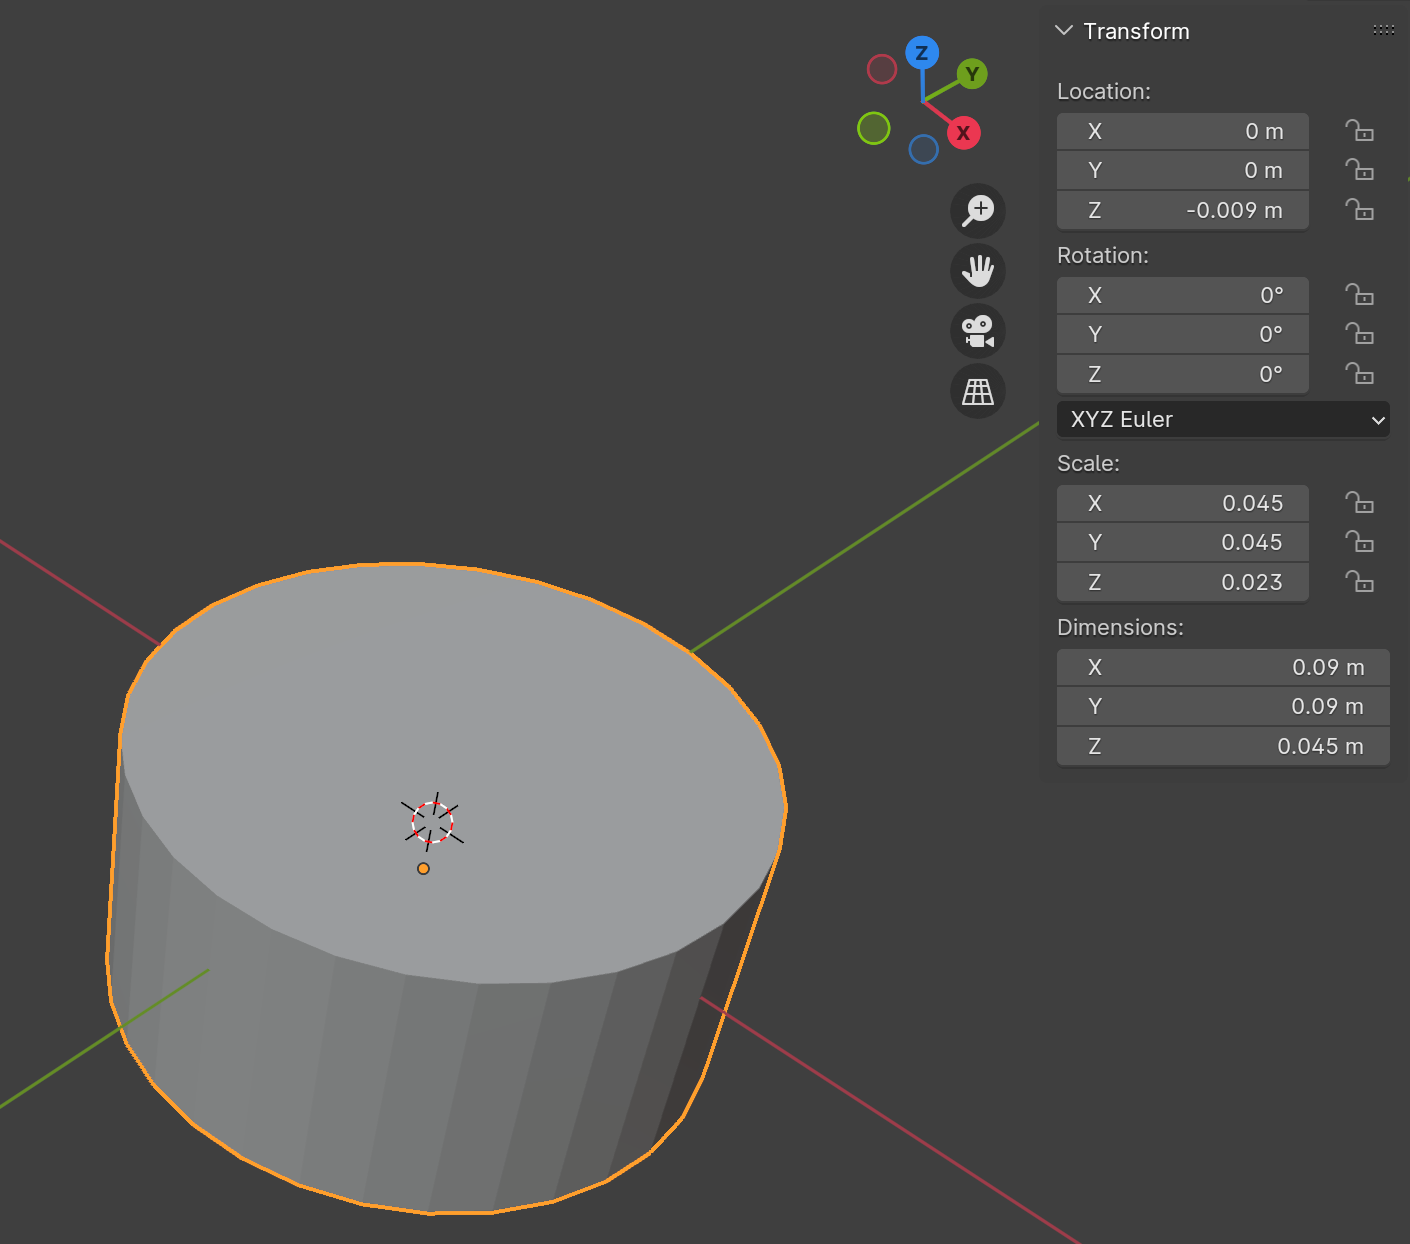 Z
Y
X
Transform
Location:
X 0 m
Y 0 m
Z -0.009 m
Rotation:
X 0°
Y 0°
Z 0°
XYZ Euler
Scale:
X 0.045
Y 0.045
Z 0.023
Dimensions:
X 0.09 m
Y 0.09 m
Z 0.045 m